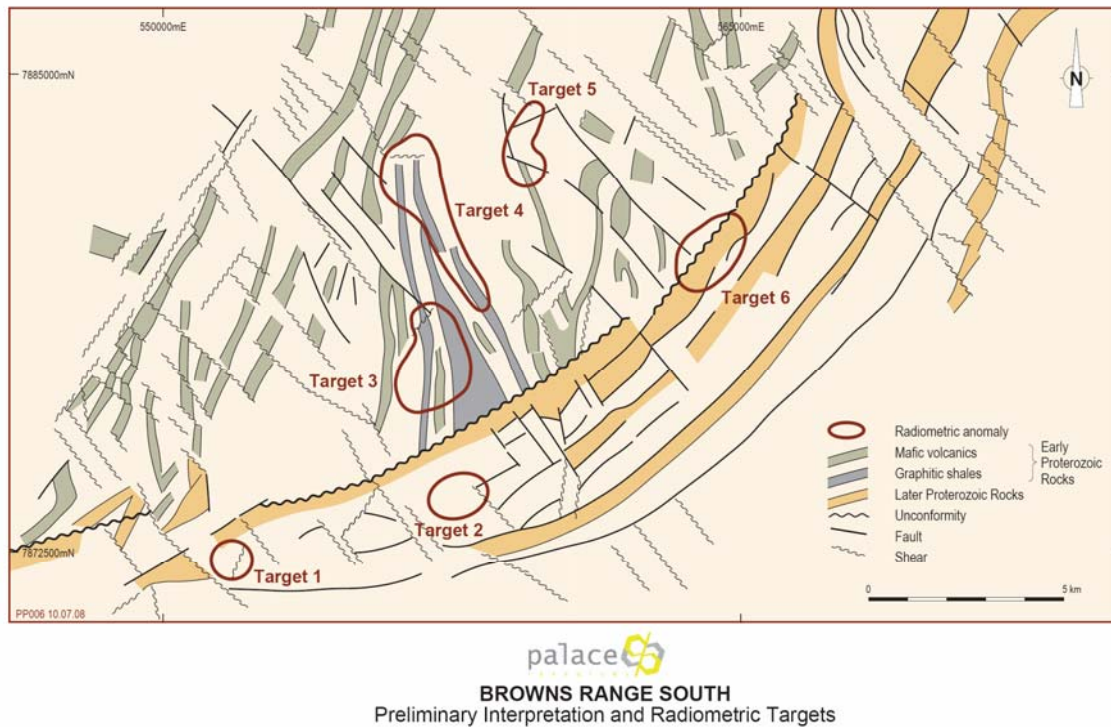 550000mE
565000mE
7885000mN
N
Target 5
Target 4
Target 6
Target 3
Target 2
Target 1
7872500mN
Radiometric anomaly
Mafic volcanics
Graphitic shales
Early
Proterozoic
Rocks
Later Proterozoic Rocks
Unconformity
Fault
Shear
0
5 km
PP006 10.07.08
palace
BROWNS RANGE SOUTH
Preliminary Interpretation and Radiometric Targets